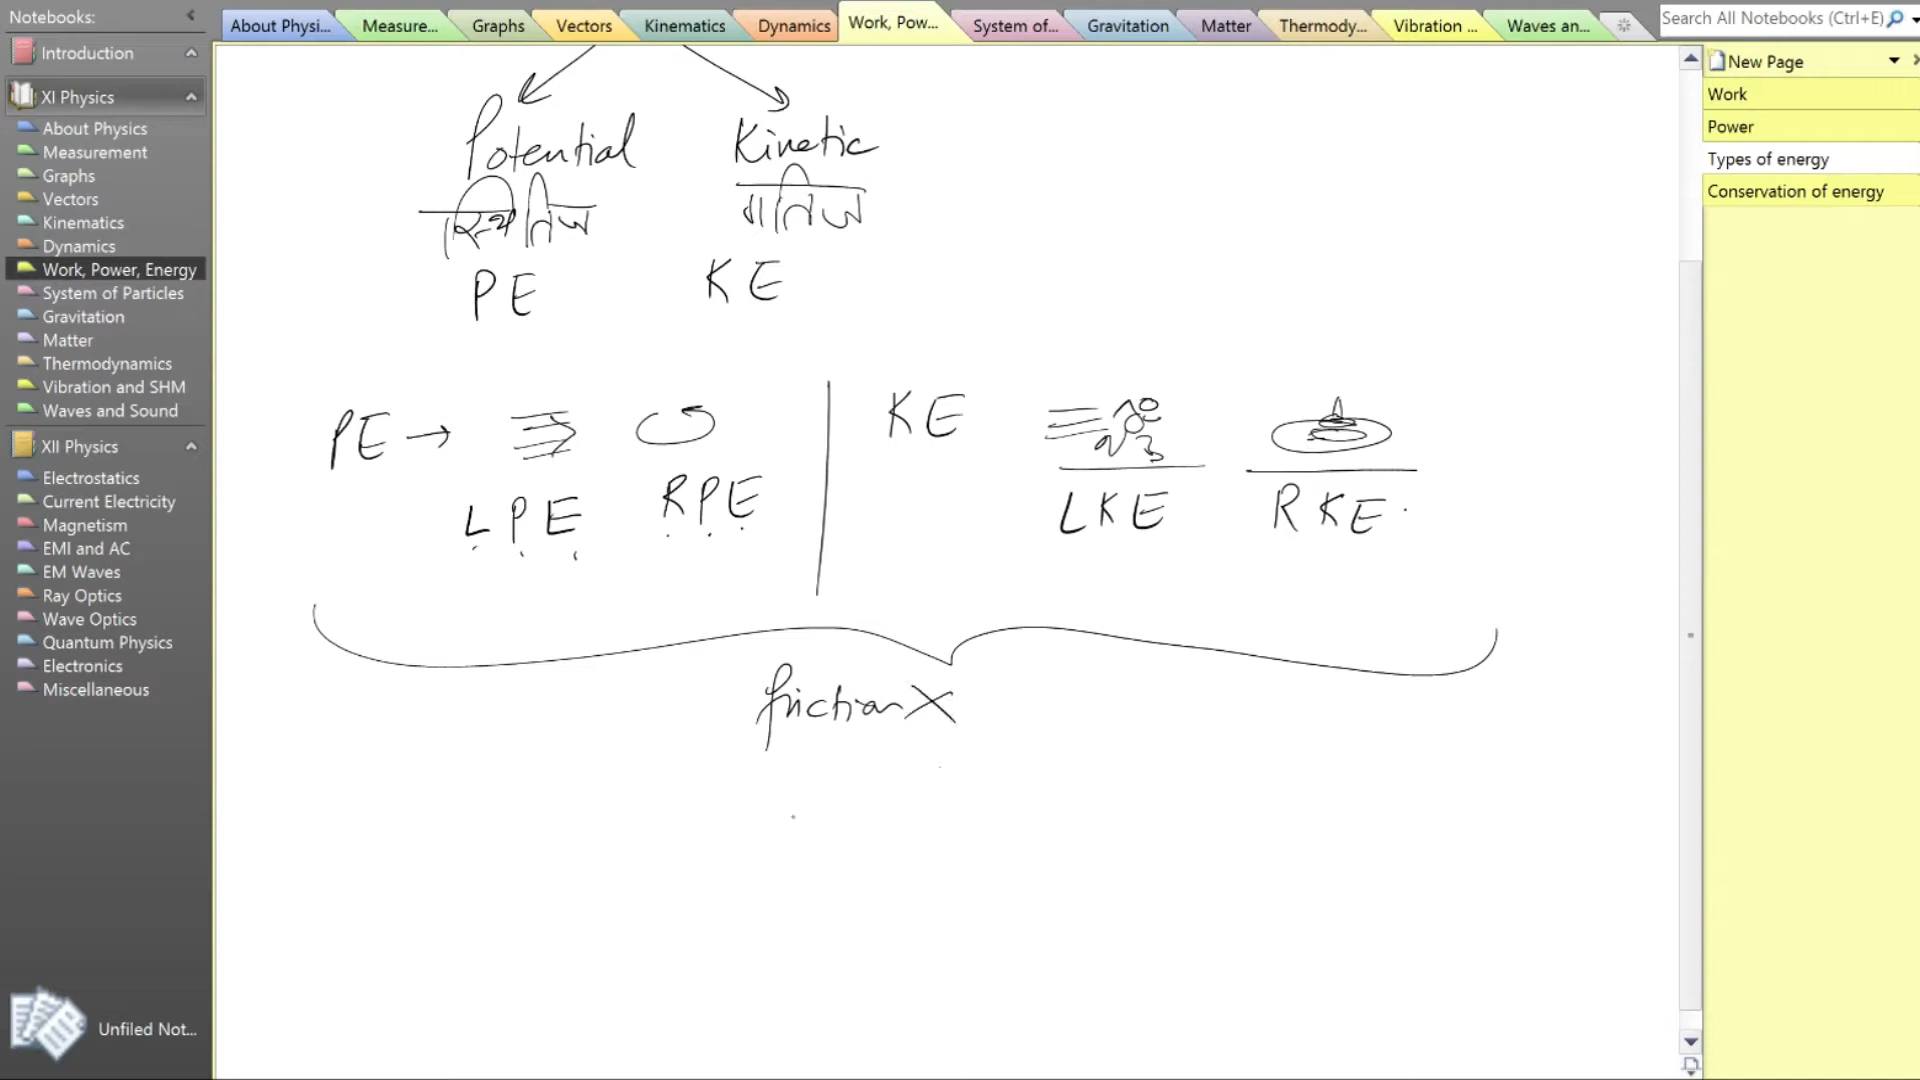 Notebooks:
Introduction
XI Physics
About Physics
Measurement
Graphs
Vectors
Kinematics
Dynamics
Work, Power, Energy
System of Particles
Gravitation
Matter
Thermodynamics
Vibration and SHM
Waves and Sound
XII Physics
Electrostatics
Current Electricity
Magnetism
EMI and AC
EM Waves
Ray Optics
Wave Optics
Quantum Physics
Electronics
Miscellaneous
Unfiled Not...
About Physi... Measure... Graphs Vectors Kinematics Dynamics Work, Pow... System of... Gravitation Matter Thermody... Vibration ... Waves an...
Search All Notebooks (Ctrl+E)
Potential Kinetic
स्थितिज गतिज
PE KE
PE → KE
LPE RPE LKE RKE
friction X
New Page
Work
Power
Types of energy
Conservation of energy